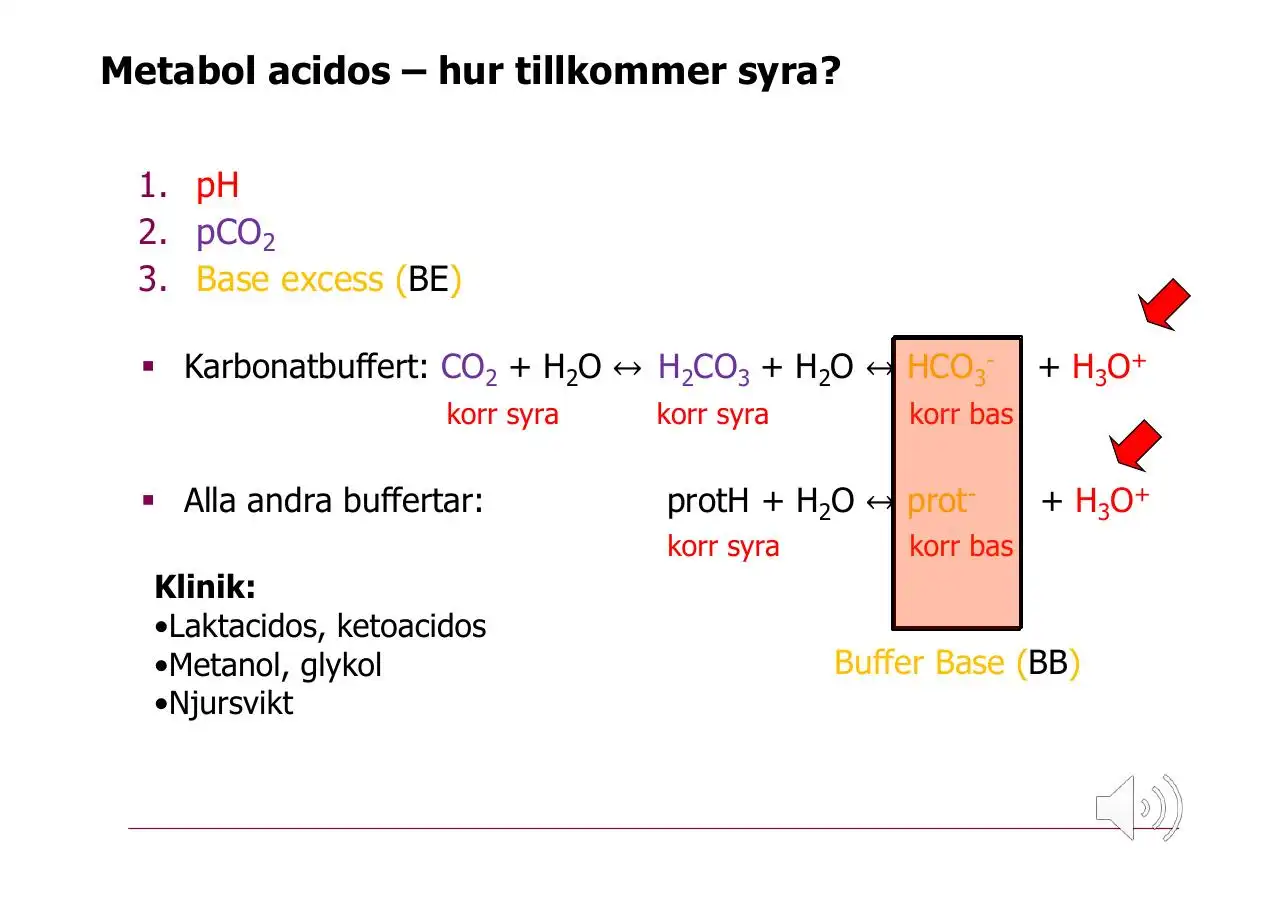 Metabol acidos – hur tillkommer syra?
1. pH
2. pCO₂
3. Base excess (BE)
▪ Karbonatbuffert: CO₂ + H₂O ↔ H₂CO₃ + H₂O ↔ HCO₃⁻ + H₃O⁺
korr syra korr syra korr bas
▪ Alla andra buffertar: protH + H₂O ↔ prot⁻ + H₃O⁺
korr syra korr bas
Klinik:
•Laktacidos, ketoacidos
•Metanol, glykol
•Njursvikt
Buffer Base (BB)